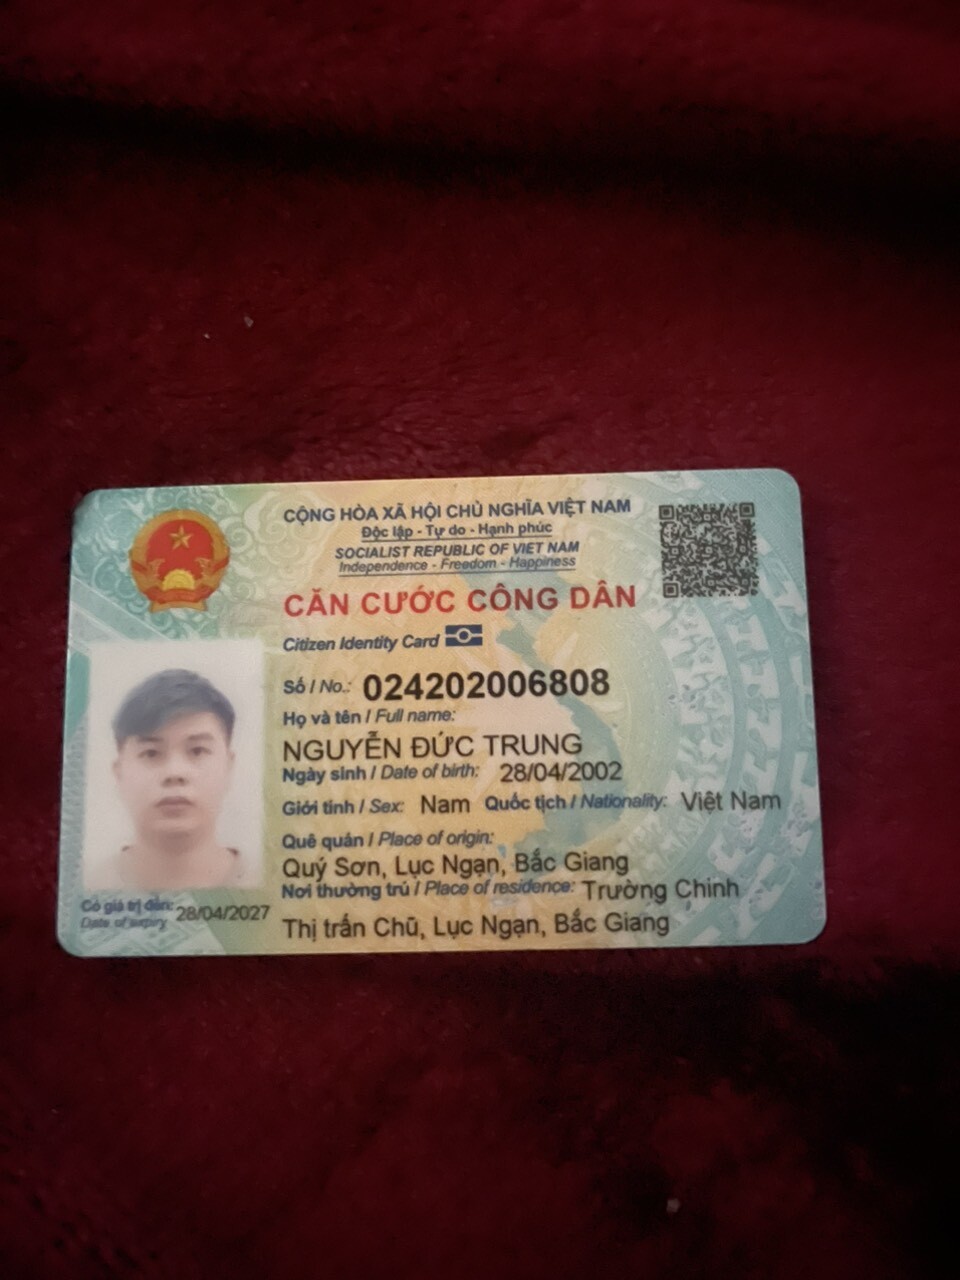 CỘNG HÒA XÃ HỘI CHỦ NGHĨA VIỆT NAM
Độc lập - Tự do - Hạnh phúc
SOCIALIST REPUBLIC OF VIET NAM
Independence - Freedom - Happiness
CĂN CƯỚC CÔNG DÂN
Citizen Identity Card
Số / No.: 024202006808
Họ và tên / Full name:
NGUYỄN ĐỨC TRUNG
Ngày sinh / Date of birth: 28/04/2002
Giới tính / Sex: Nam Quốc tịch / Nationality: Việt Nam
Quê quán / Place of origin:
Quý Sơn, Lục Ngạn, Bắc Giang
Nơi thường trú / Place of residence: Trường Chinh
Thị trấn Chũ, Lục Ngạn, Bắc Giang
Có giá trị đến: 28/04/2027
Date of expiry